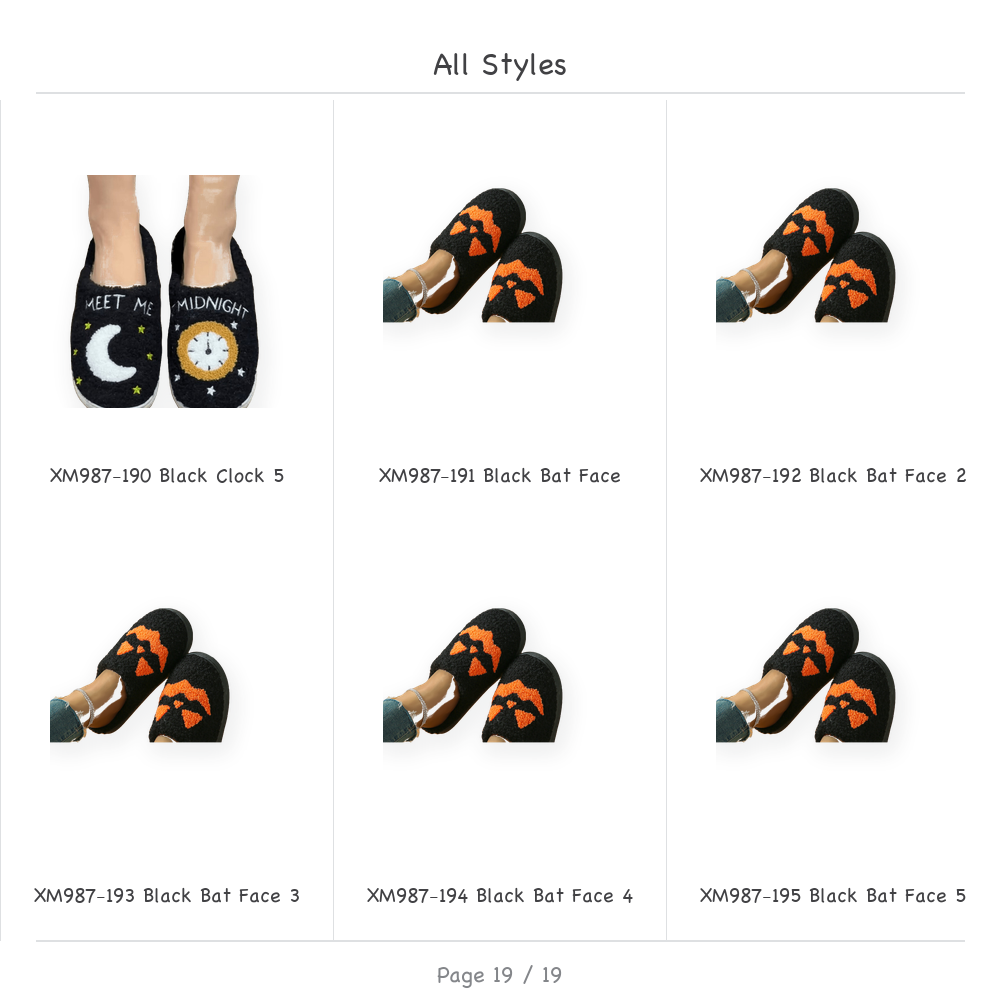 All Styles
MEET ME MIDNIGHT
XM987-190 Black Clock 5
XM987-191 Black Bat Face
XM987-192 Black Bat Face 2
XM987-193 Black Bat Face 3
XM987-194 Black Bat Face 4
XM987-195 Black Bat Face 5
Page 19 / 19